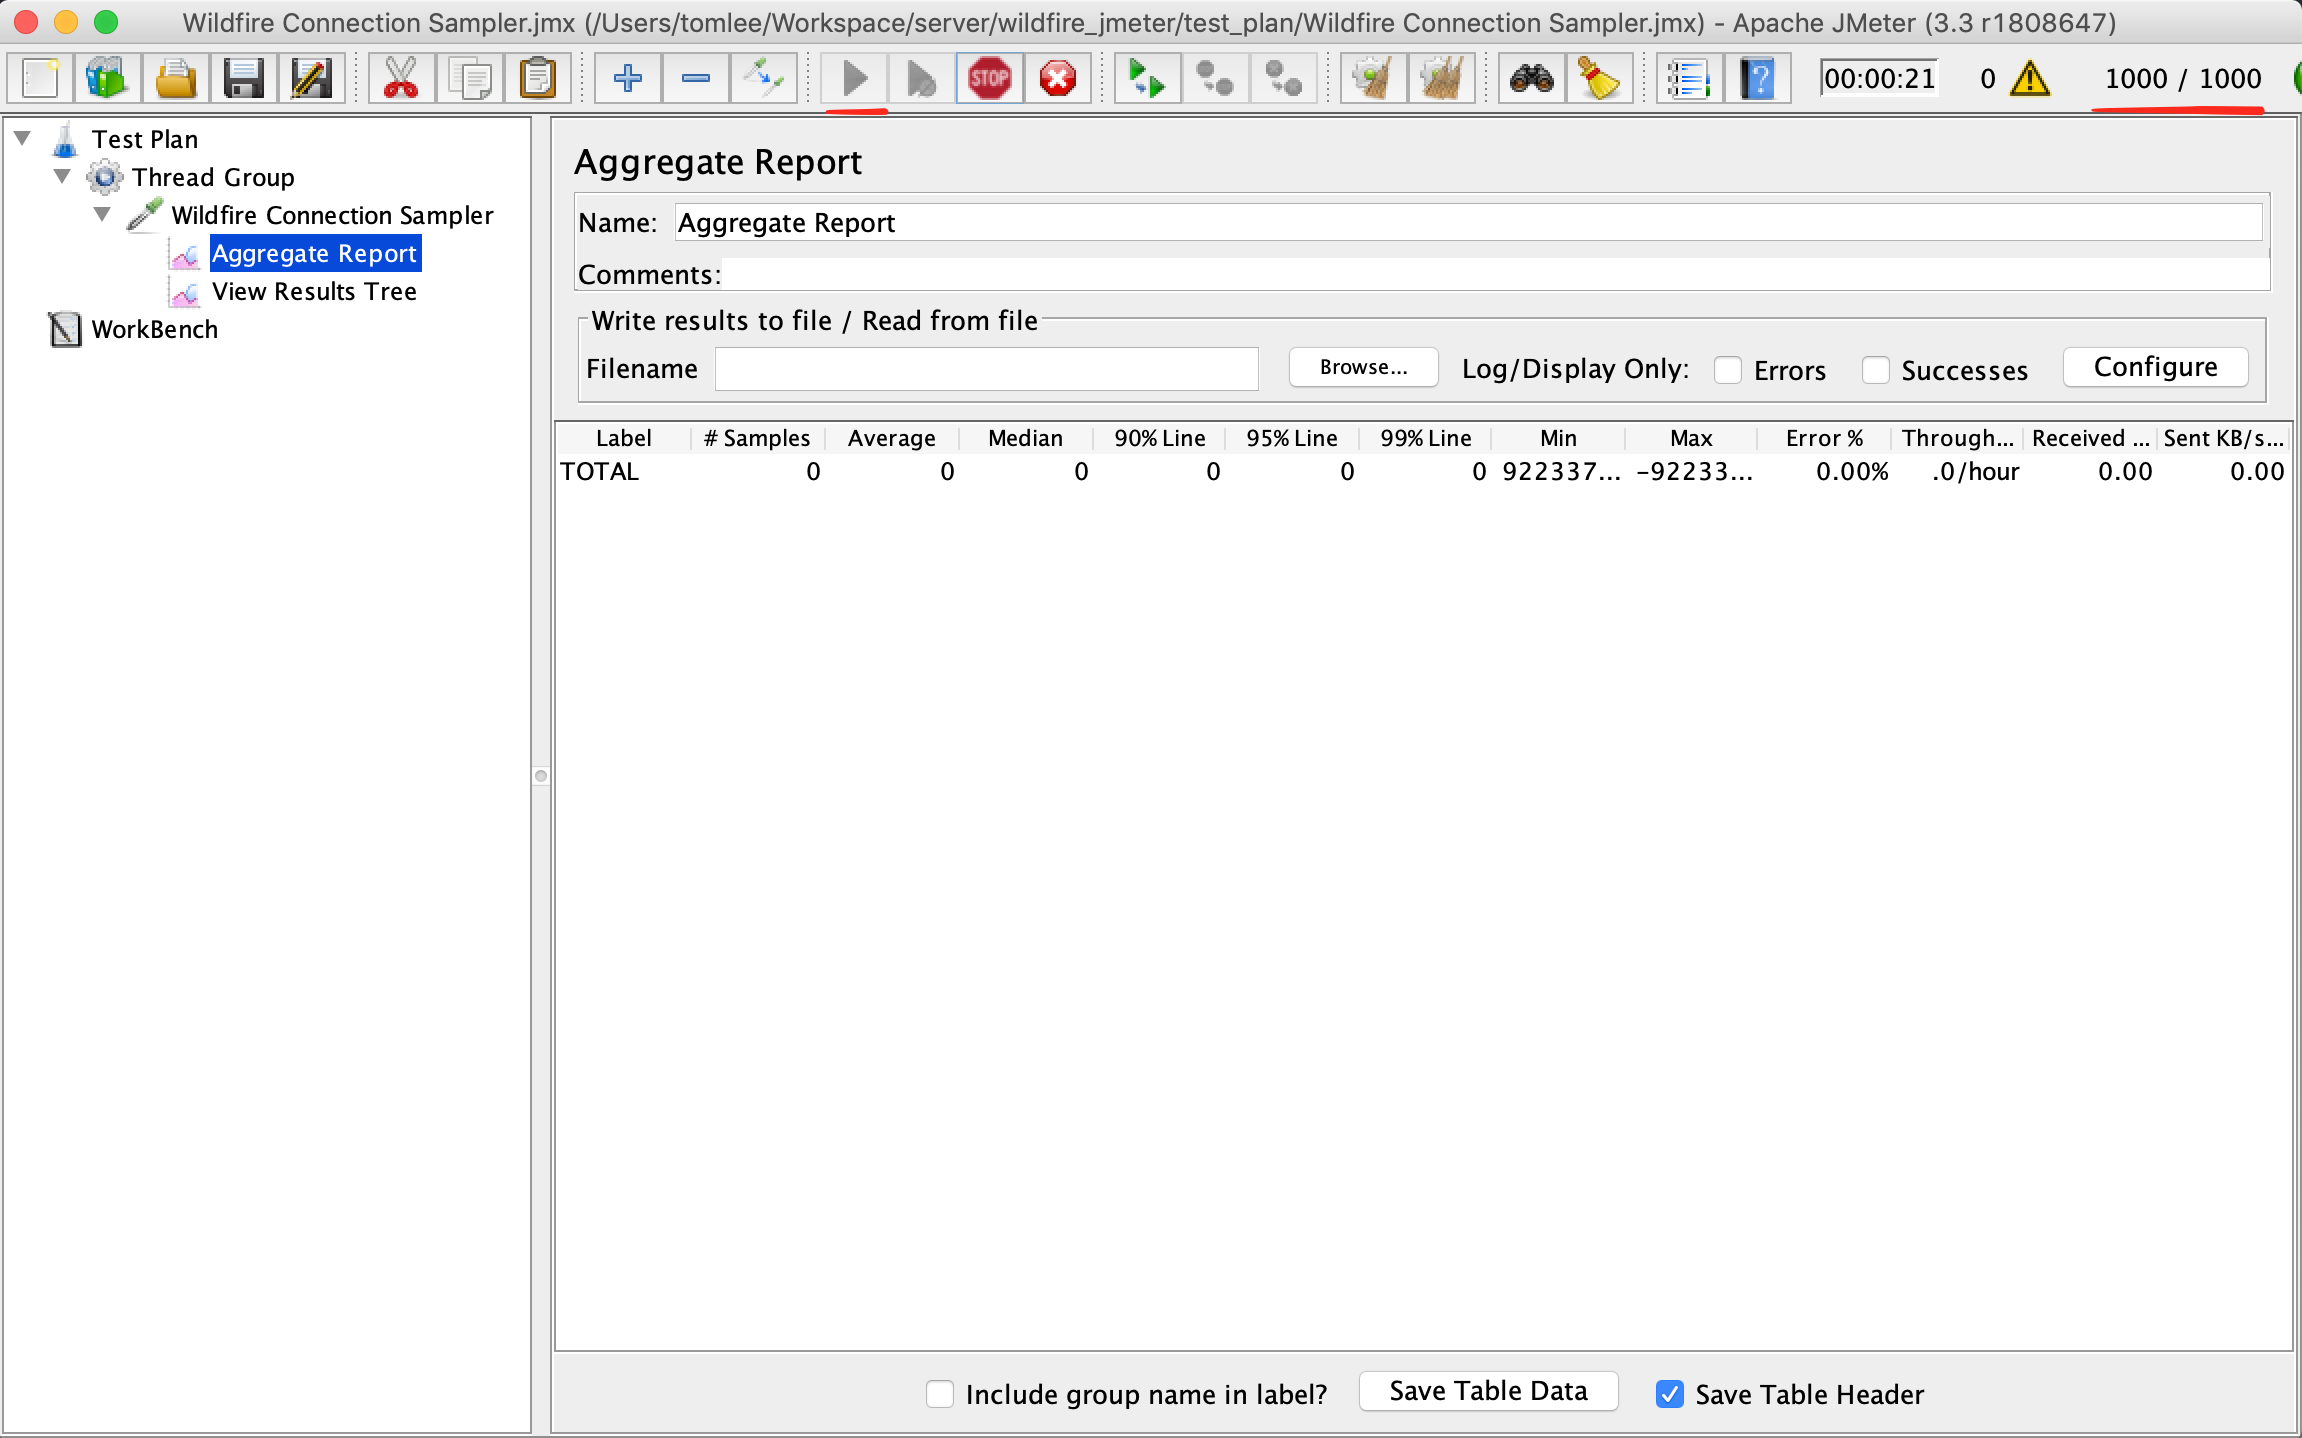 Wildfire Connection Sampler.jmx (/Users/tomlee/Workspace/server/wildfire_jmeter/test_plan/Wildfire Connection Sampler.jmx) - Apache JMeter (3.3 r1808647)
STOP 00:00:21 0 1000 / 1000
Test Plan
Thread Group
Wildfire Connection Sampler
Aggregate Report
View Results Tree
WorkBench
Aggregate Report
Name: Aggregate Report
Comments:
Write results to file / Read from file
Filename Browse... Log/Display Only: Errors Successes Configure
Label # Samples Average Median 90% Line 95% Line 99% Line Min Max Error % Through... Received ... Sent KB/s...
TOTAL 0 0 0 0 0 0 922337... -92233... 0.00% .0/hour 0.00 0.00
Include group name in label? Save Table Data Save Table Header